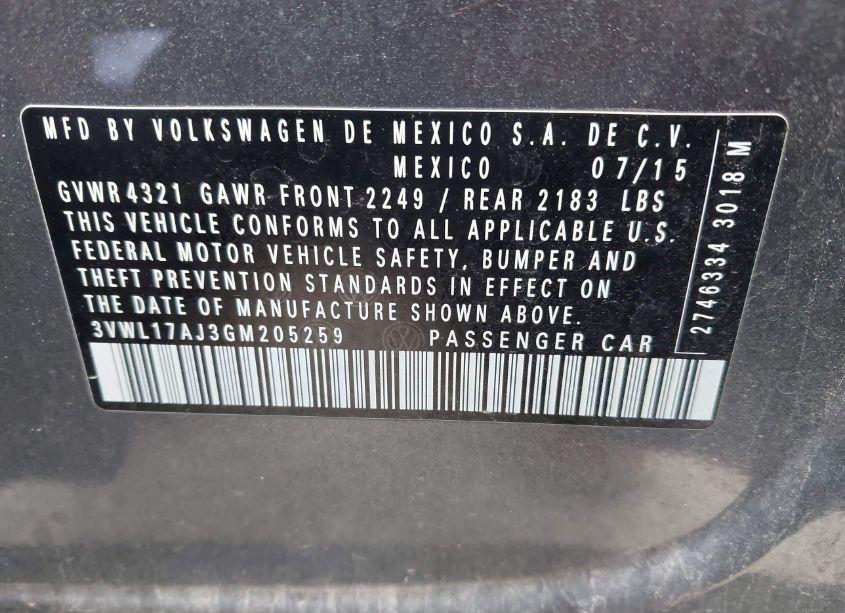 MFD BY VOLKSWAGEN DE MEXICO S.A. DE C.V.
MEXICO 07/15
GVWR 4321 GAWR FRONT 2249 / REAR 2183 LBS
THIS VEHICLE CONFORMS TO ALL APPLICABLE U.S.
FEDERAL MOTOR VEHICLE SAFETY, BUMPER AND
THEFT PREVENTION STANDARDS IN EFFECT ON
THE DATE OF MANUFACTURE SHOWN ABOVE.
3VWL17AJ3GM205259 PASSENGER CAR
2746334 3018 M